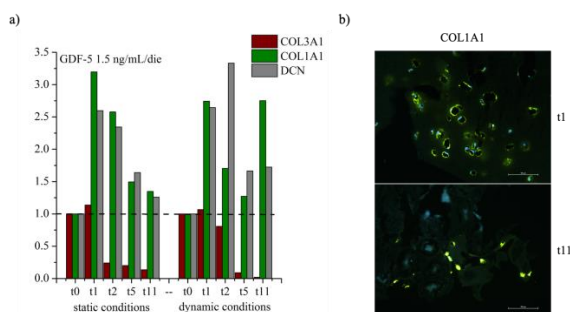 a)
b)
GDF-5 1.5 ng/mL/die
COL3A1
COL1A1
DCN
3.5
3.0
2.5
2.0
1.5
1.0
0.5
0.0
t0 t1 t2 t5 t11 -- t0 t1 t2 t5 t11
static conditions dynamic conditions
COL1A1
t1
t11